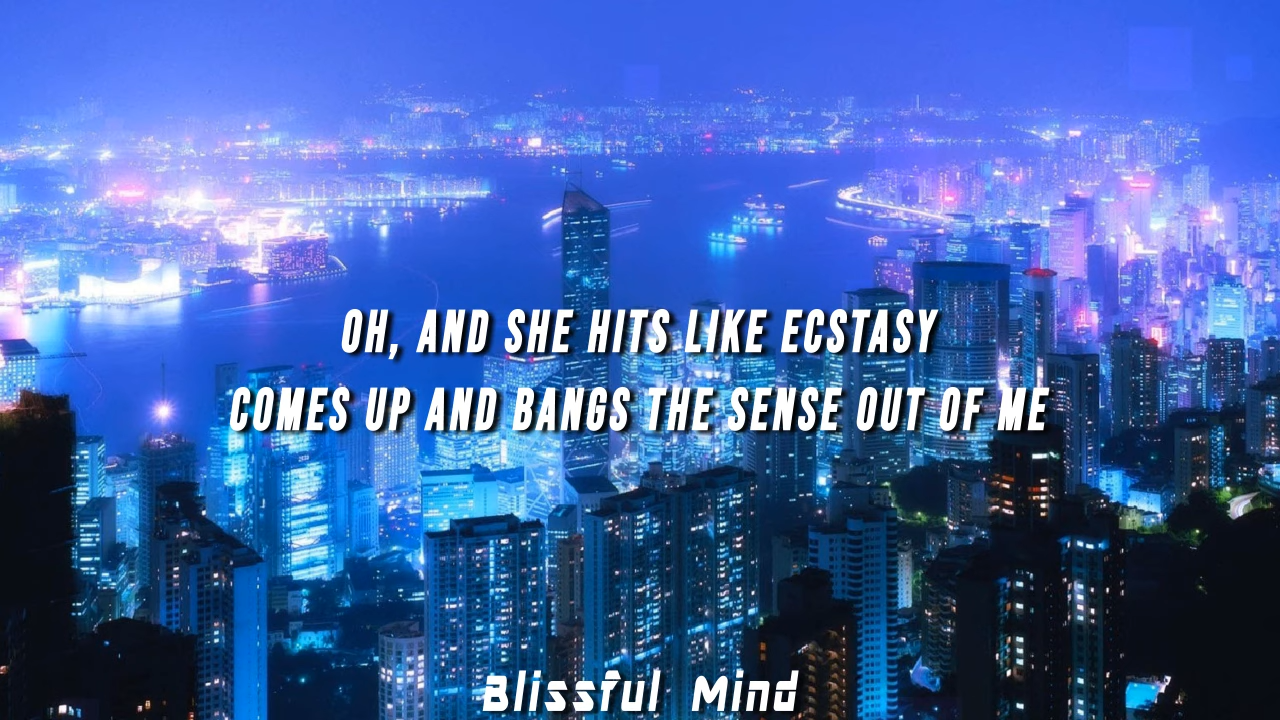 OH, AND SHE HITS LIKE ECSTASY
COMES UP AND BANGS THE SENSE OUT OF ME
Blissful Mind